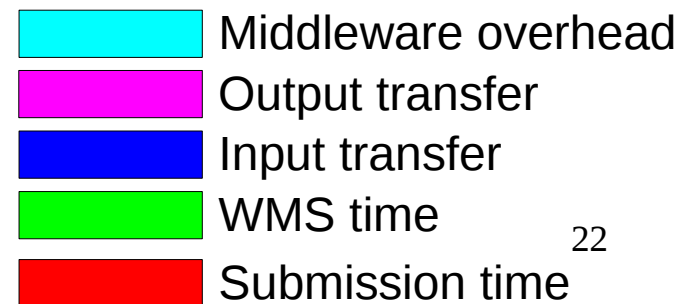 Middleware overhead
Output transfer
Input transfer
WMS time
22
Submission time